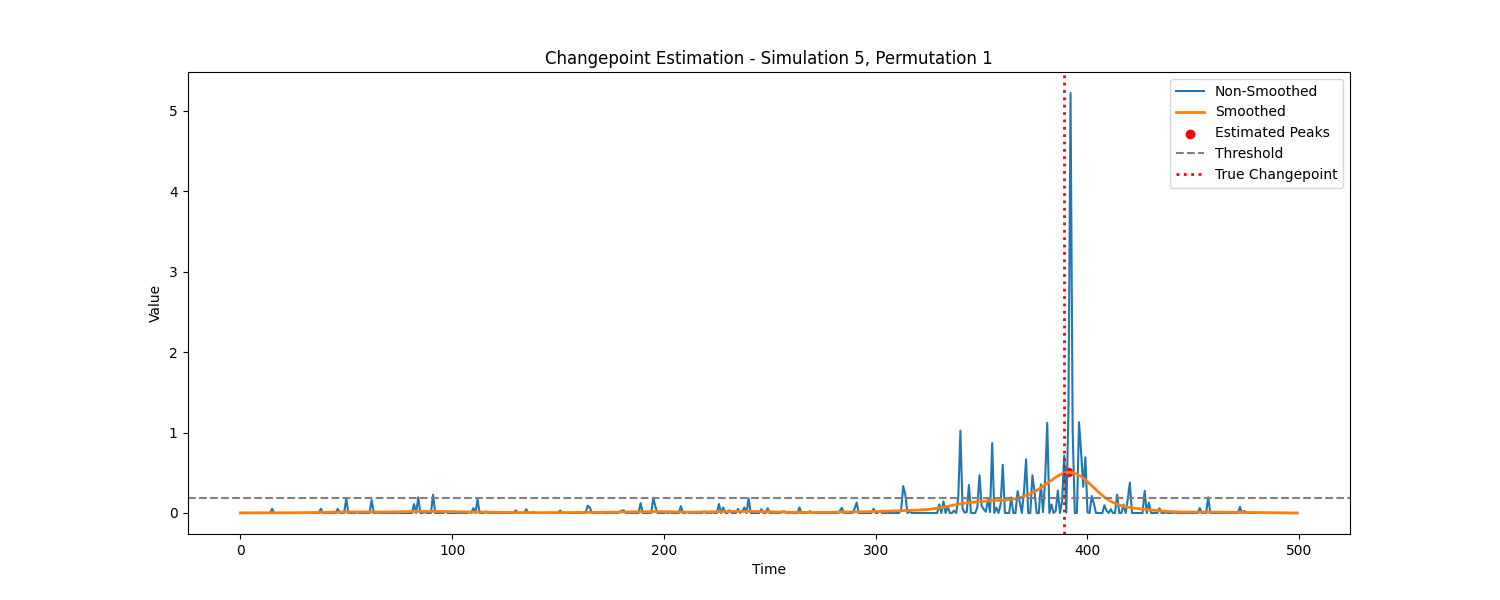 Changepoint Estimation - Simulation 5, Permutation 1
Non-Smoothed
Smoothed
Estimated Peaks
Threshold
True Changepoint
Value
5
4
3
2
1
0
0 100 200 300 400 500
Time